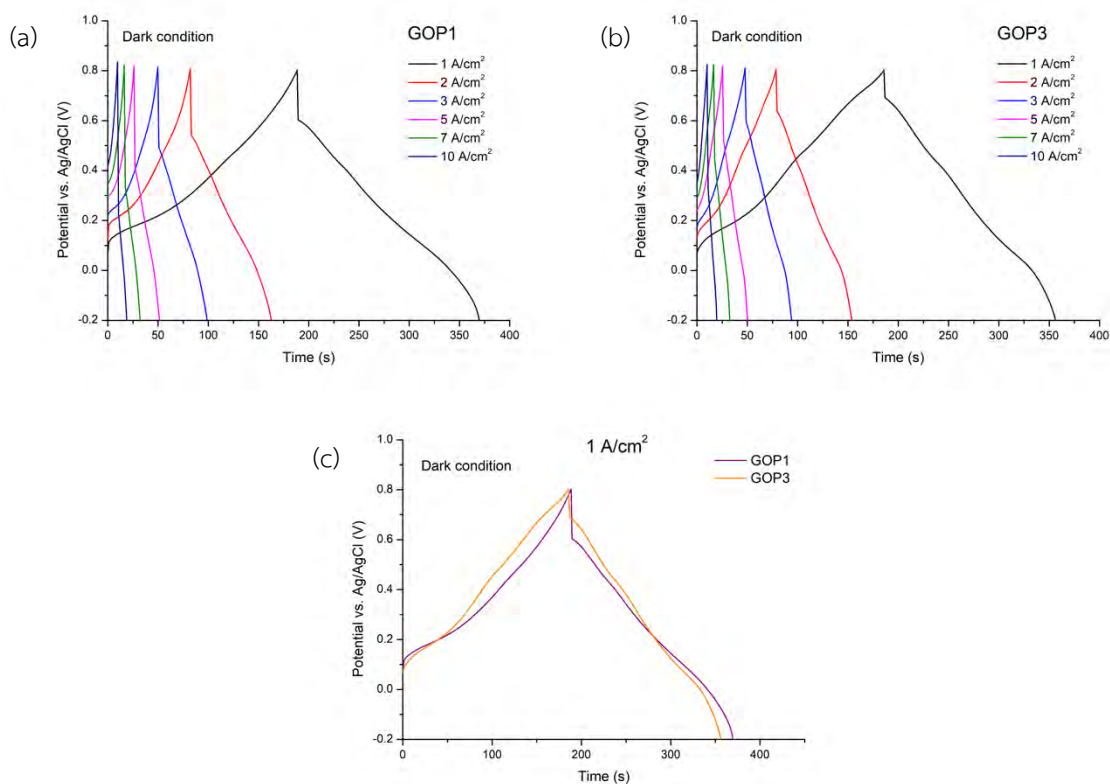 (a)
Dark condition
GOP1
1 A/cm²
2 A/cm²
3 A/cm²
5 A/cm²
7 A/cm²
10 A/cm²
Potential vs. Ag/AgCl (V)
1.0
0.8
0.6
0.4
0.2
0.0
-0.2
0 50 100 150 200 250 300 350 400
Time (s)
(b)
Dark condition
GOP3
1 A/cm²
2 A/cm²
3 A/cm²
5 A/cm²
7 A/cm²
10 A/cm²
Potential vs. Ag/AgCl (V)
1.0
0.8
0.6
0.4
0.2
0.0
-0.2
0 50 100 150 200 250 300 350 400
Time (s)
(c)
Dark condition
1 A/cm²
GOP1
GOP3
Potential vs. Ag/AgCl (V)
1.0
0.8
0.6
0.4
0.2
0.0
-0.2
0 100 200 300 400
Time (s)